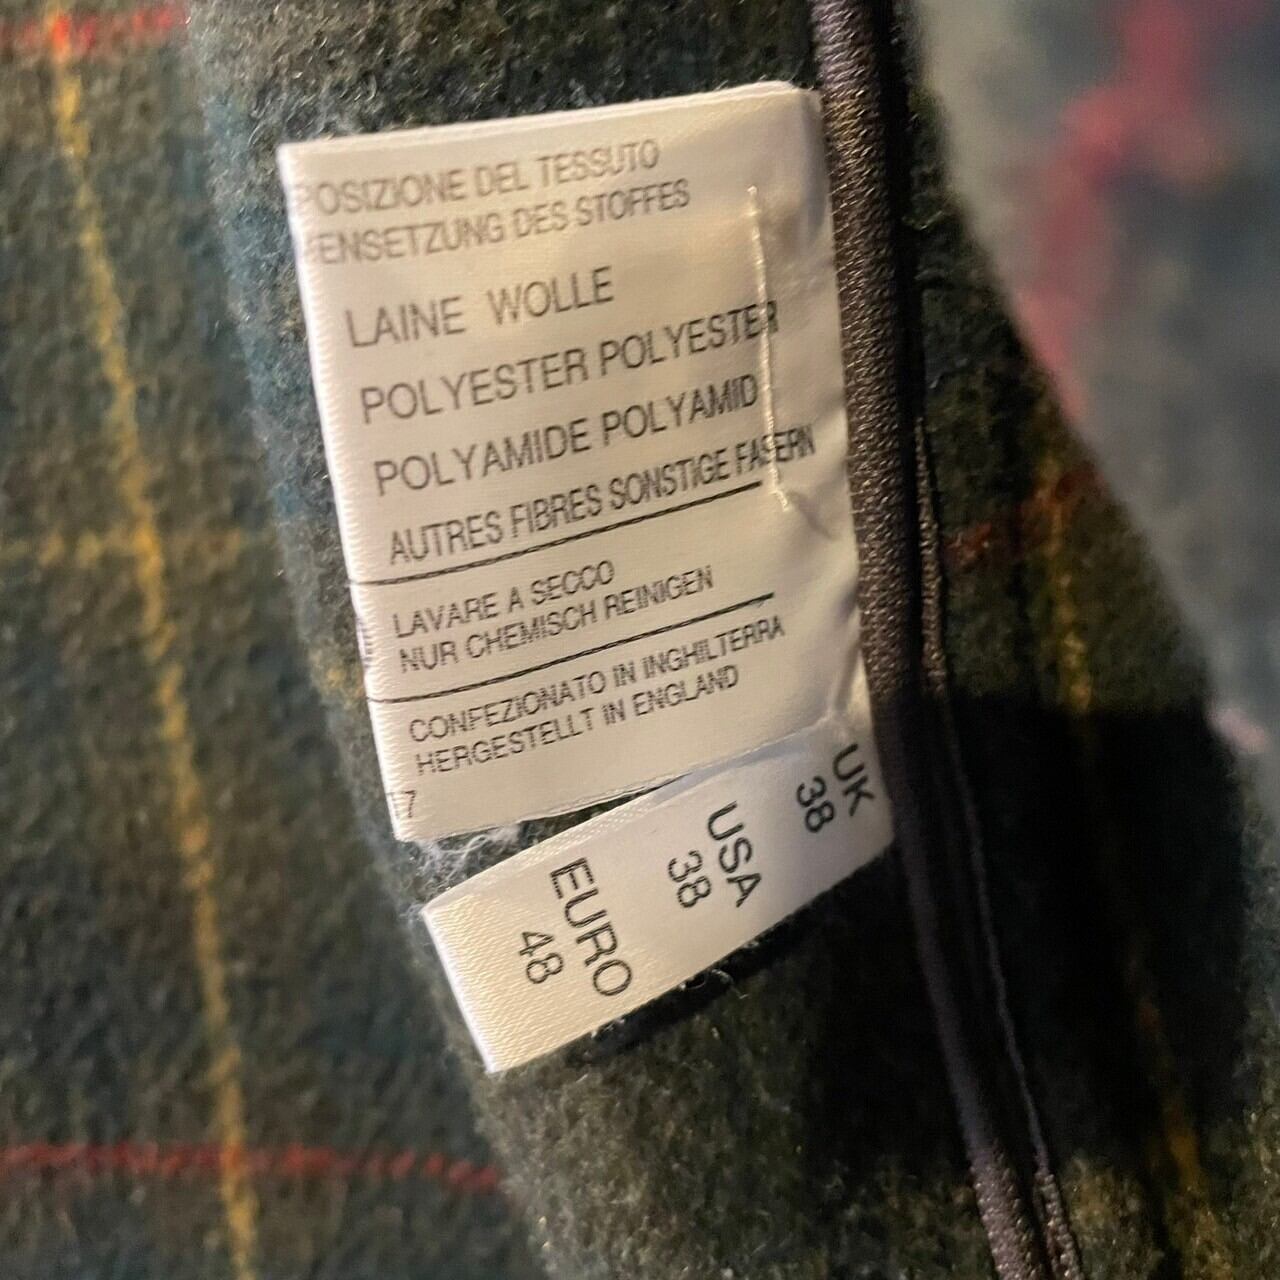 POSIZIONE DEL TESSUTO
ENSETZUNG DES STOFFES
LAINE WOLLE
POLYESTER POLYESTER
POLYAMIDE POLYAMID
AUTRES FIBRES SONSTIGE FASERN
LAVARE A SECCO
NUR CHEMISCH REINIGEN
CONFEZIONATO IN INGHILTERRA
HERGESTELLT IN ENGLAND
7
UK
38
USA
38
EURO
48